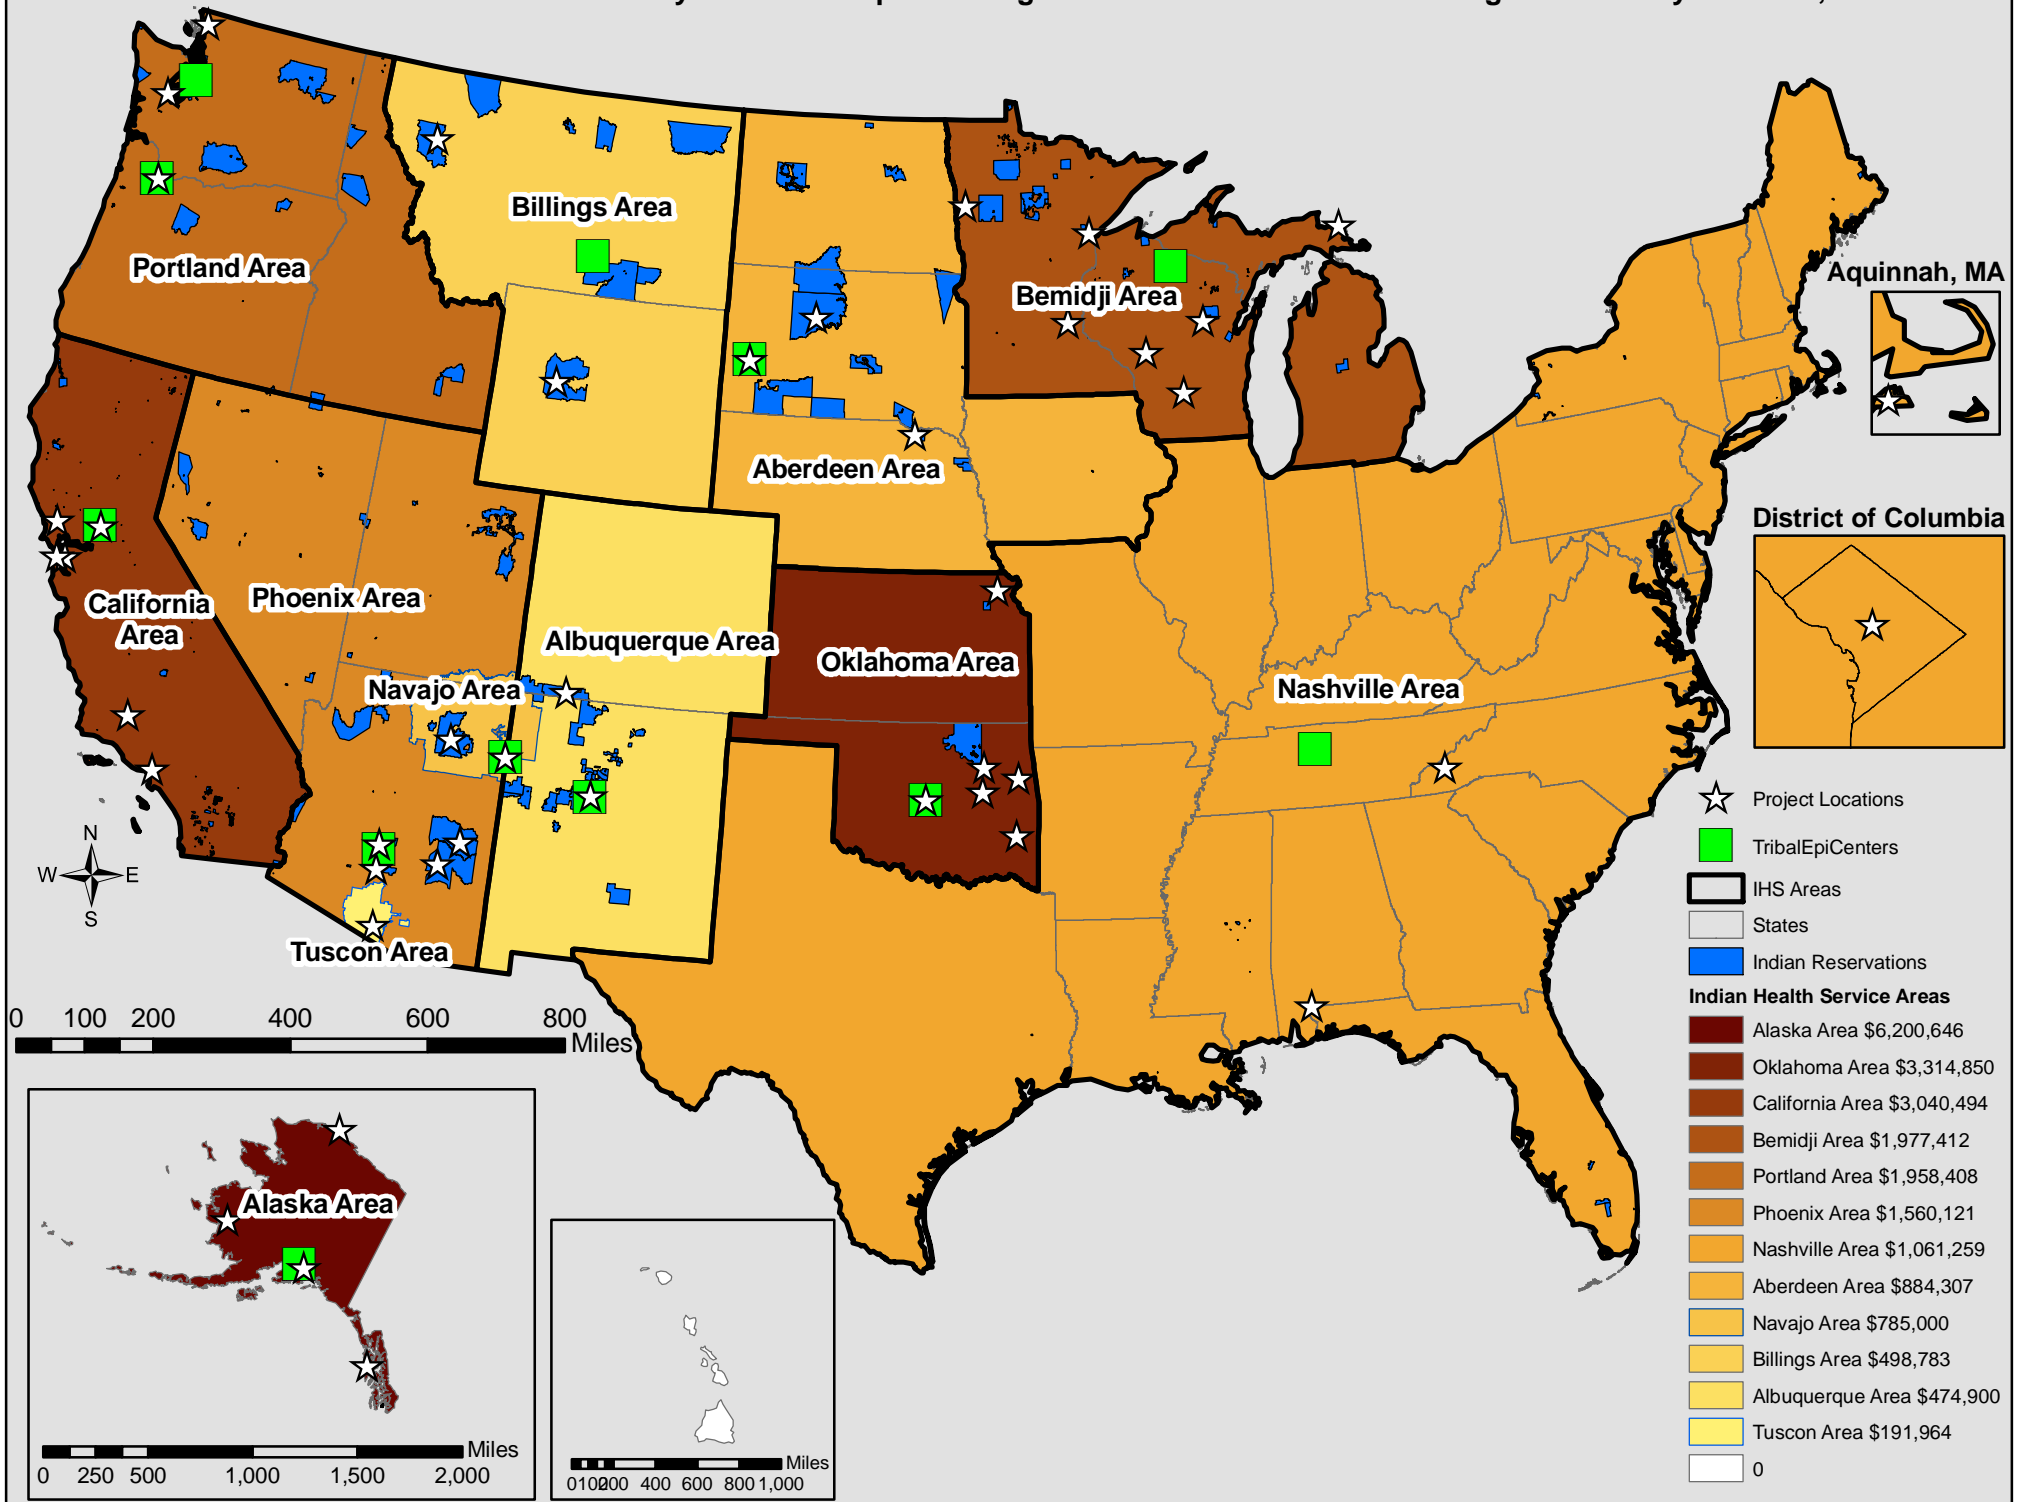 Billings Area
Portland Area
Bemidji Area
Aquinnah, MA
Aberdeen Area
District of Columbia
Phoenix Area
California
Area
Albuquerque Area
Oklahoma Area
Navajo Area
Nashville Area
Tuscon Area
N
W E
S
0 100 200 400 600 800
Miles
Alaska Area
Miles
0 250 500 1,000 1,500 2,000
Miles
0 100 200 400 600 800 1,000
Project Locations
TribalEpiCenters
IHS Areas
States
Indian Reservations
Indian Health Service Areas
Alaska Area $6,200,646
Oklahoma Area $3,314,850
California Area $3,040,494
Bemidji Area $1,977,412
Portland Area $1,958,408
Phoenix Area $1,560,121
Nashville Area $1,061,259
Aberdeen Area $884,307
Navajo Area $785,000
Billings Area $498,783
Albuquerque Area $474,900
Tuscon Area $191,964
0